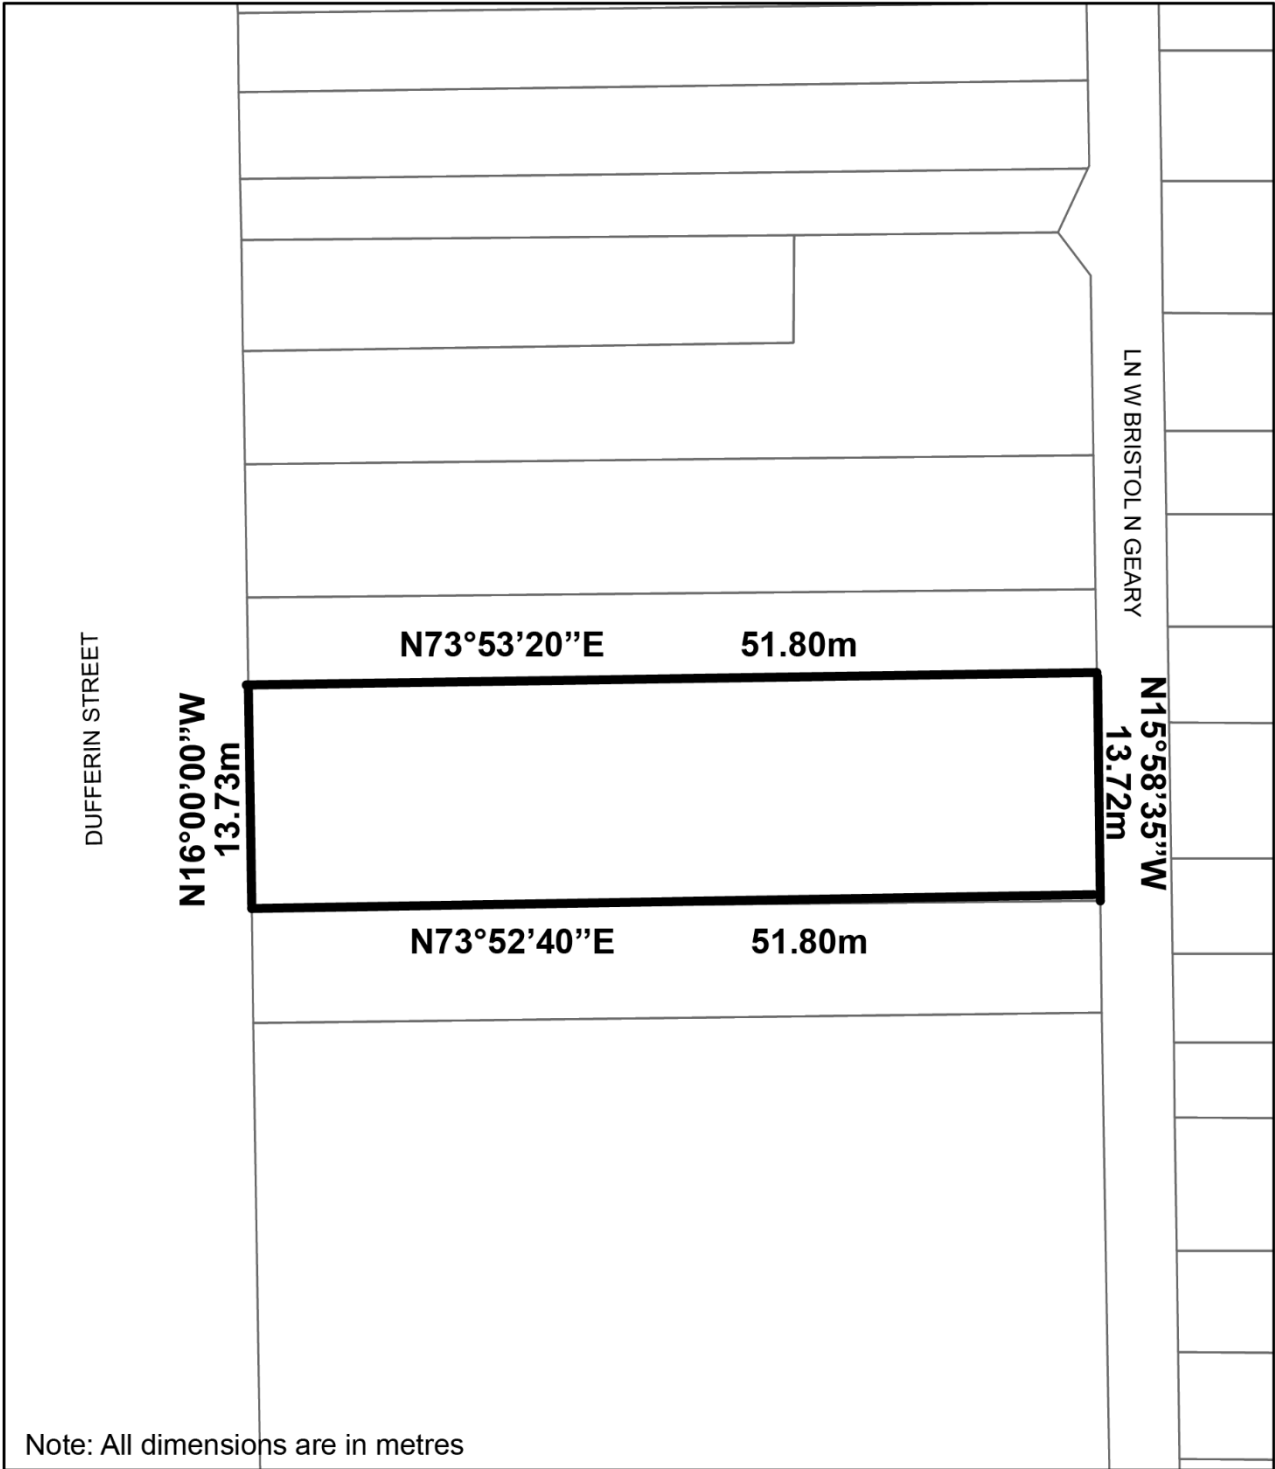 LN W BRISTOL N GEARY
N73°53’20’’E 51.80m
DUFFERIN STREET
N16°00’00’’W
13.73m
N15°58’35’’W
13.72m
N73°52’40’’E 51.80m
Note: All dimensions are in metres